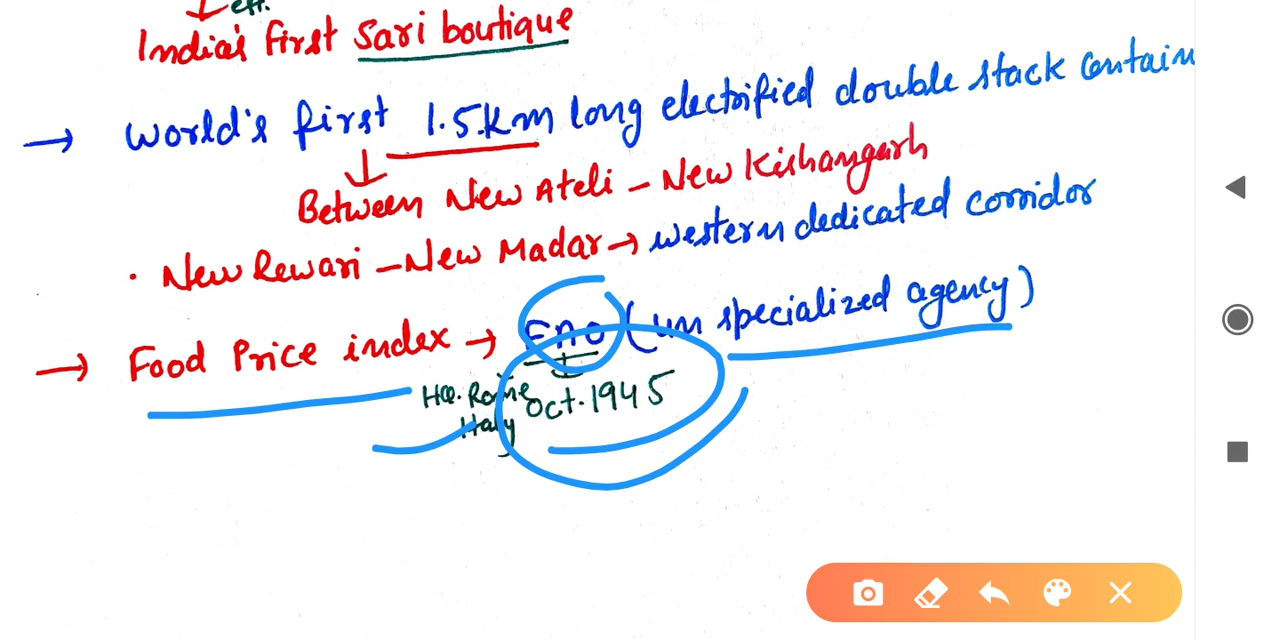 eff.
India's first Sari boutique
→ World's first 1.5Km long electrified double stack Contain
Between New Ateli - New Kishangarh
· New Rewari - New Madar → western dedicated corridor
→ Food Price index → FAO (un specialized agency)
HQ. Rome Oct. 1945
Italy